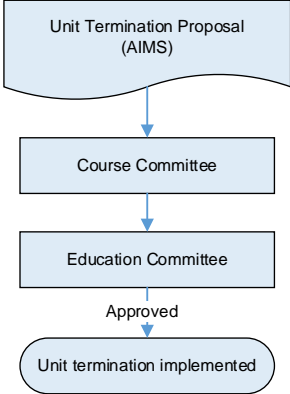 Unit Termination Proposal
(AIMS)
Course Committee
Education Committee
Approved
Unit termination implemented